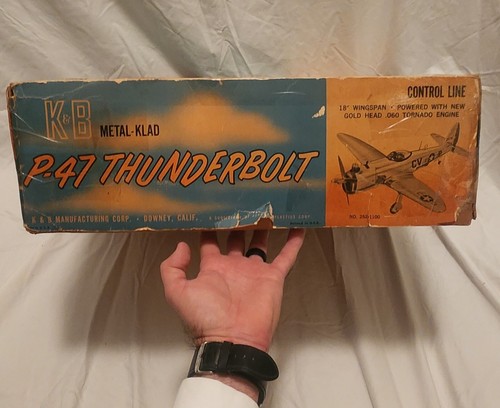 K&B
METAL-KLAD
P-47 THUNDERBOLT
K & B MANUFACTURING CORP. • DOWNEY, CALIF.
CONTROL LINE
18" WINGSPAN • POWERED WITH NEW
GOLD HEAD .060 TORNADO ENGINE
CV